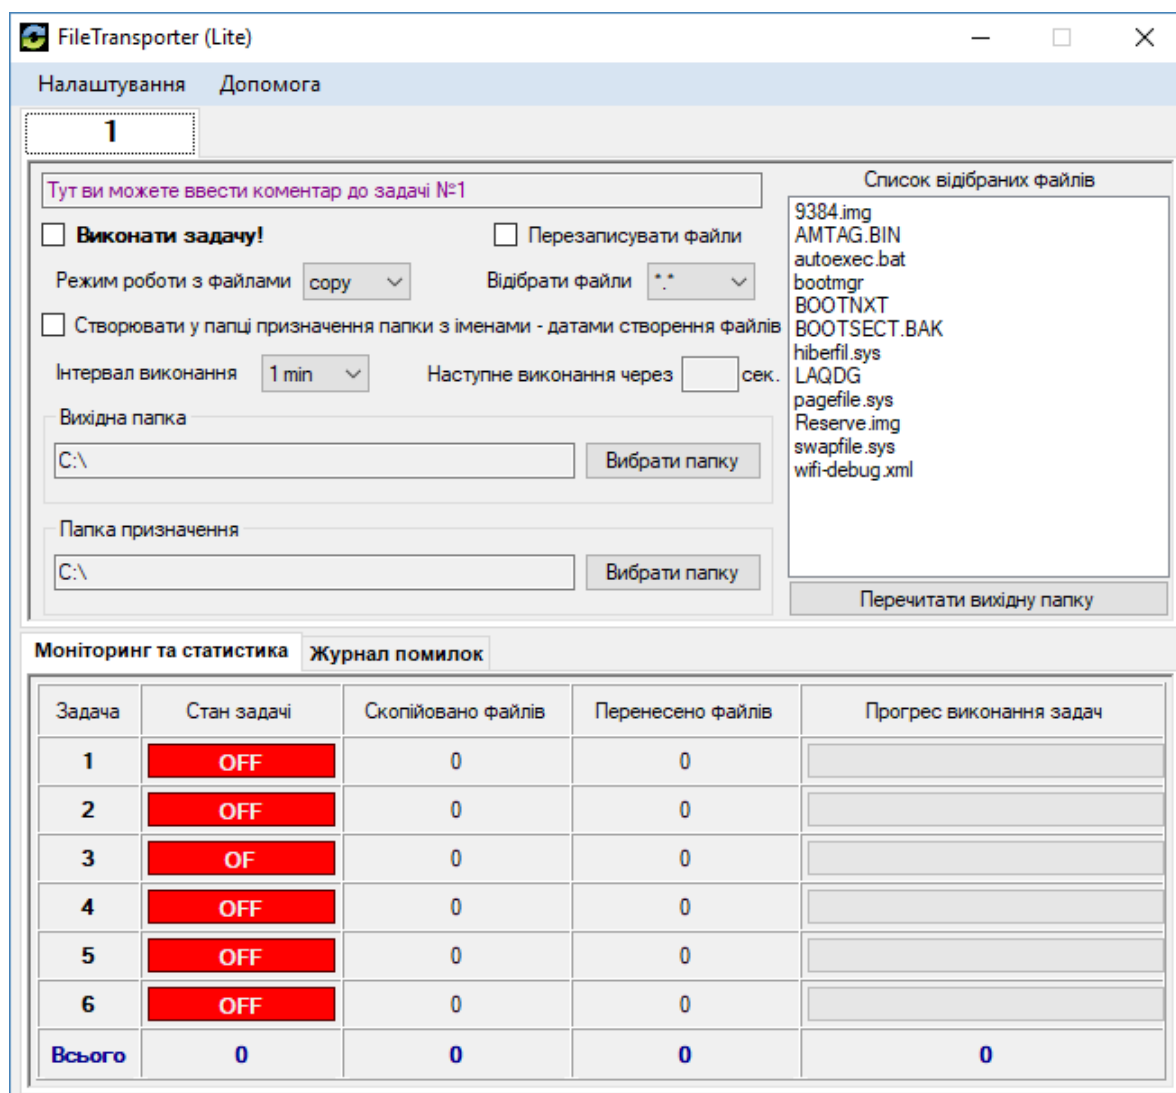 FileTransporter (Lite)
Налаштування Допомога
1
Тут ви можете ввести коментар до задачі №1
Виконати задачу! Перезаписувати файли
Режим роботи з файлами copy Відібрати файли *.*
Створювати у папці призначення папки з іменами - датами створення файлів
Інтервал виконання 1 min Наступне виконання через сек.
Вихідна папка
C:\ Вибрати папку
Папка призначення
C:\ Вибрати папку
Список відібраних файлів
9384.img
AMTAG.BIN
autoexec.bat
bootmgr
BOOTNXT
BOOTSECT.BAK
hiberfil.sys
LAQDG
pagefile.sys
Reserve.img
swapfile.sys
wifi-debug.xml
Перечитати вихідну папку
Моніторинг та статистика Журнал помилок
Задача Стан задачі Скопійовано файлів Перенесено файлів Прогрес виконання задач
1 OFF 0 0
2 OFF 0 0
3 OF 0 0
4 OFF 0 0
5 OFF 0 0
6 OFF 0 0
Всього 0 0 0 0